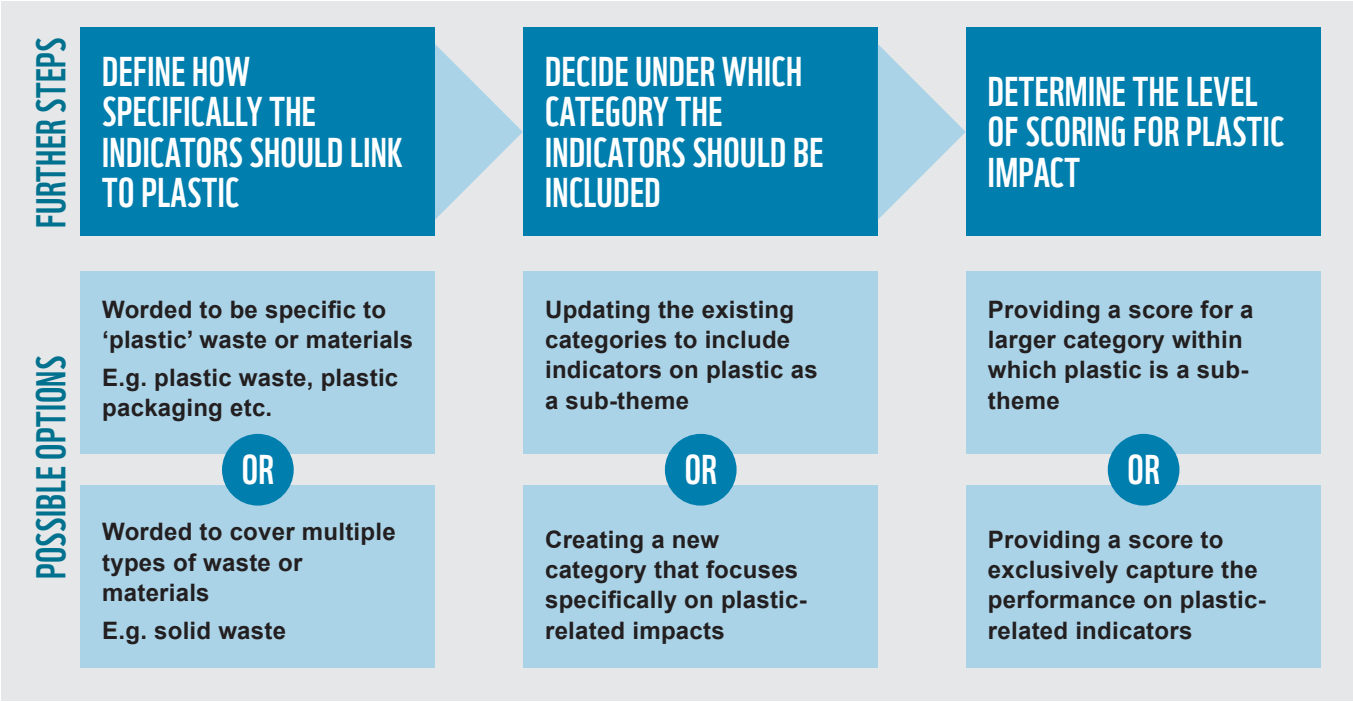 FURTHER STEPS
DEFINE HOW
SPECIFICALLY THE
INDICATORS SHOULD LINK
TO PLASTIC
DECIDE UNDER WHICH
CATEGORY THE
INDICATORS SHOULD BE
INCLUDED
DETERMINE THE LEVEL
OF SCORING FOR PLASTIC
IMPACT
POSSIBLE OPTIONS
Worded to be specific to
‘plastic’ waste or materials
E.g. plastic waste, plastic
packaging etc.
OR
Worded to cover multiple
types of waste or
materials
E.g. solid waste
Updating the existing
categories to include
indicators on plastic as
a sub-theme
OR
Creating a new
category that focuses
specifically on plastic-
related impacts
Providing a score for a
larger category within
which plastic is a sub-
theme
OR
Providing a score to
exclusively capture the
performance on plastic-
related indicators